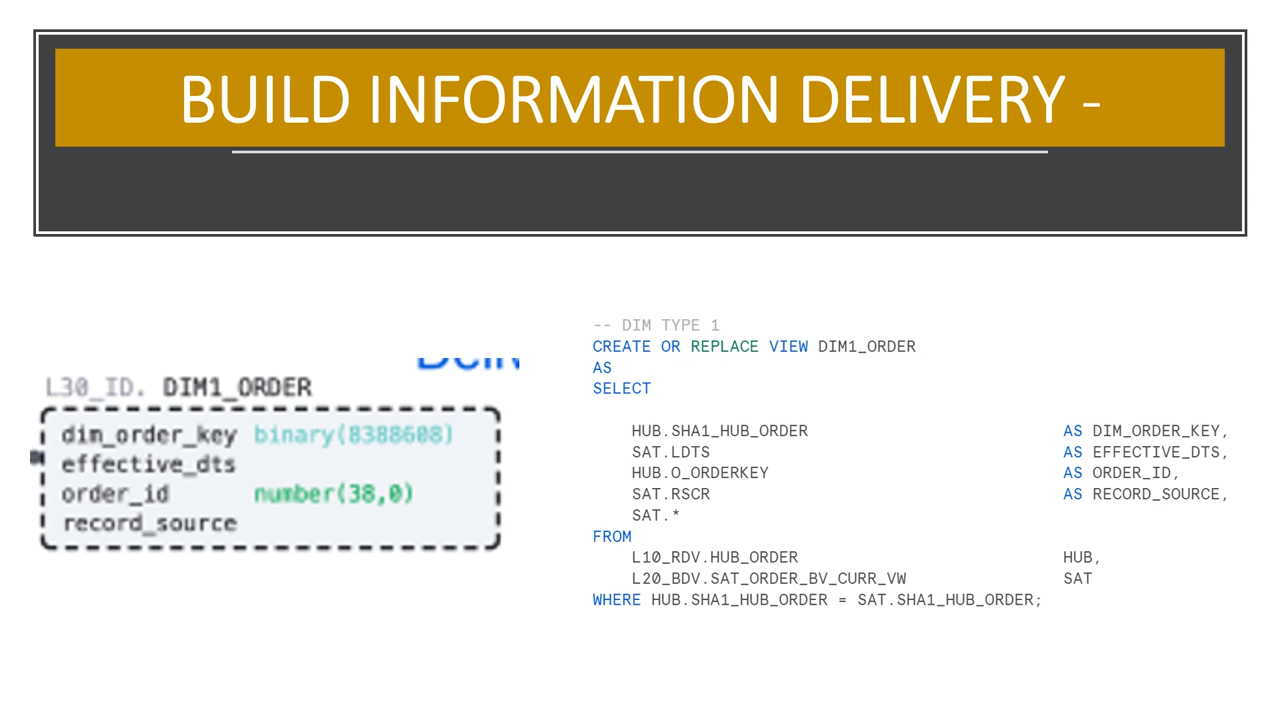 BUILD INFORMATION DELIVERY -
L30_ID. DIM1_ORDER
dim_order_key binary(8388608)
effective_dts
order_id number(38,0)
record_source
-- DIM TYPE 1
CREATE OR REPLACE VIEW DIM1_ORDER
AS
SELECT
HUB.SHA1_HUB_ORDER AS DIM_ORDER_KEY,
SAT.LDTS AS EFFECTIVE_DTS,
HUB.O_ORDERKEY AS ORDER_ID,
SAT.RSCR AS RECORD_SOURCE,
SAT.*
FROM
L10_RDV.HUB_ORDER HUB,
L20_BDV.SAT_ORDER_BV_CURR_VW SAT
WHERE HUB.SHA1_HUB_ORDER = SAT.SHA1_HUB_ORDER;